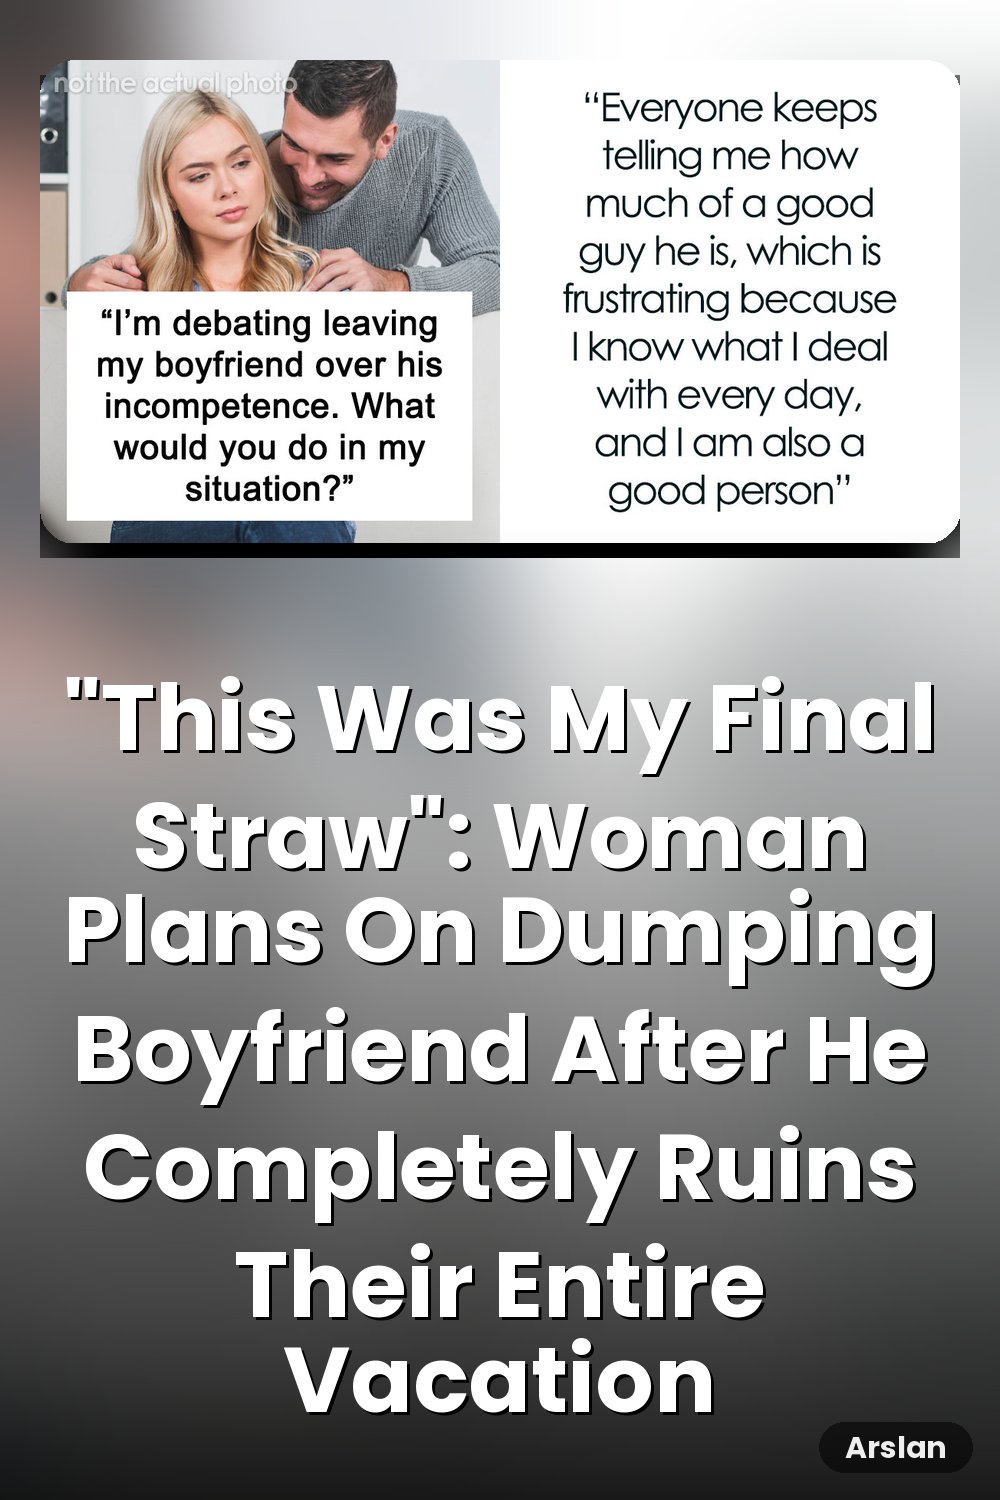 not the actual photo
“I’m debating leaving
my boyfriend over his
incompetence. What
would you do in my
situation?”
“Everyone keeps
telling me how
much of a good
guy he is, which is
frustrating because
I know what I deal
with every day,
and I am also a
good person”
"This Was My Final
Straw": Woman
Plans On Dumping
Boyfriend After He
Completely Ruins
Their Entire
Vacation
Arslan